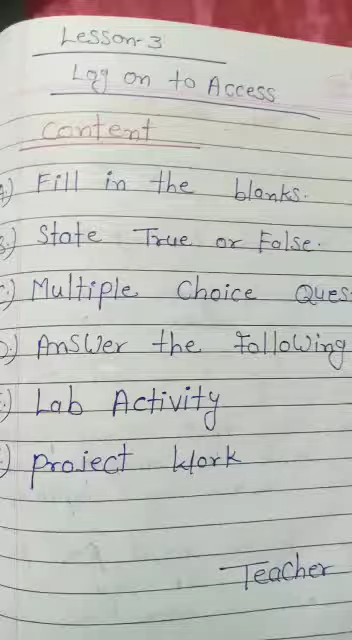 Lesson-3
Log on to Access
Content
A.) Fill in the blanks.
B.) State True or False.
C.) Multiple Choice Ques
D.) Answer the following
E.) Lab Activity
F.) Project Work
Teacher